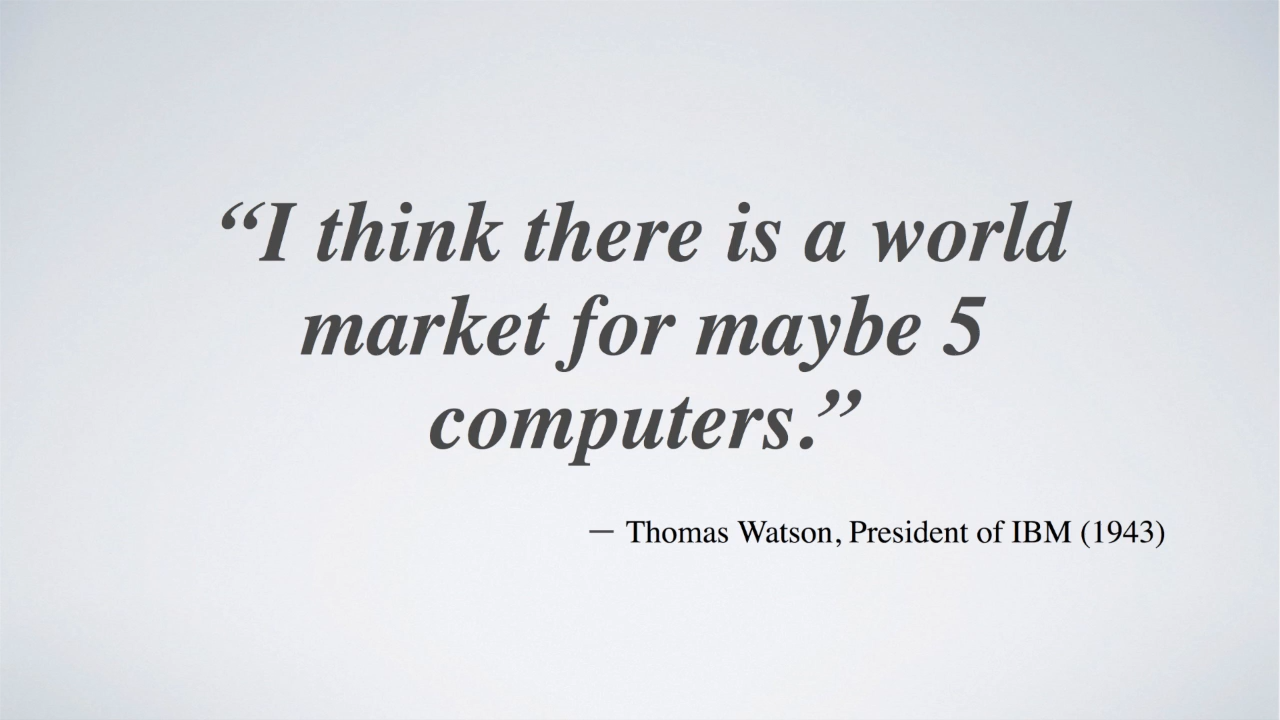 “I think there is a world
market for maybe 5
computers.”
— Thomas Watson, President of IBM (1943)